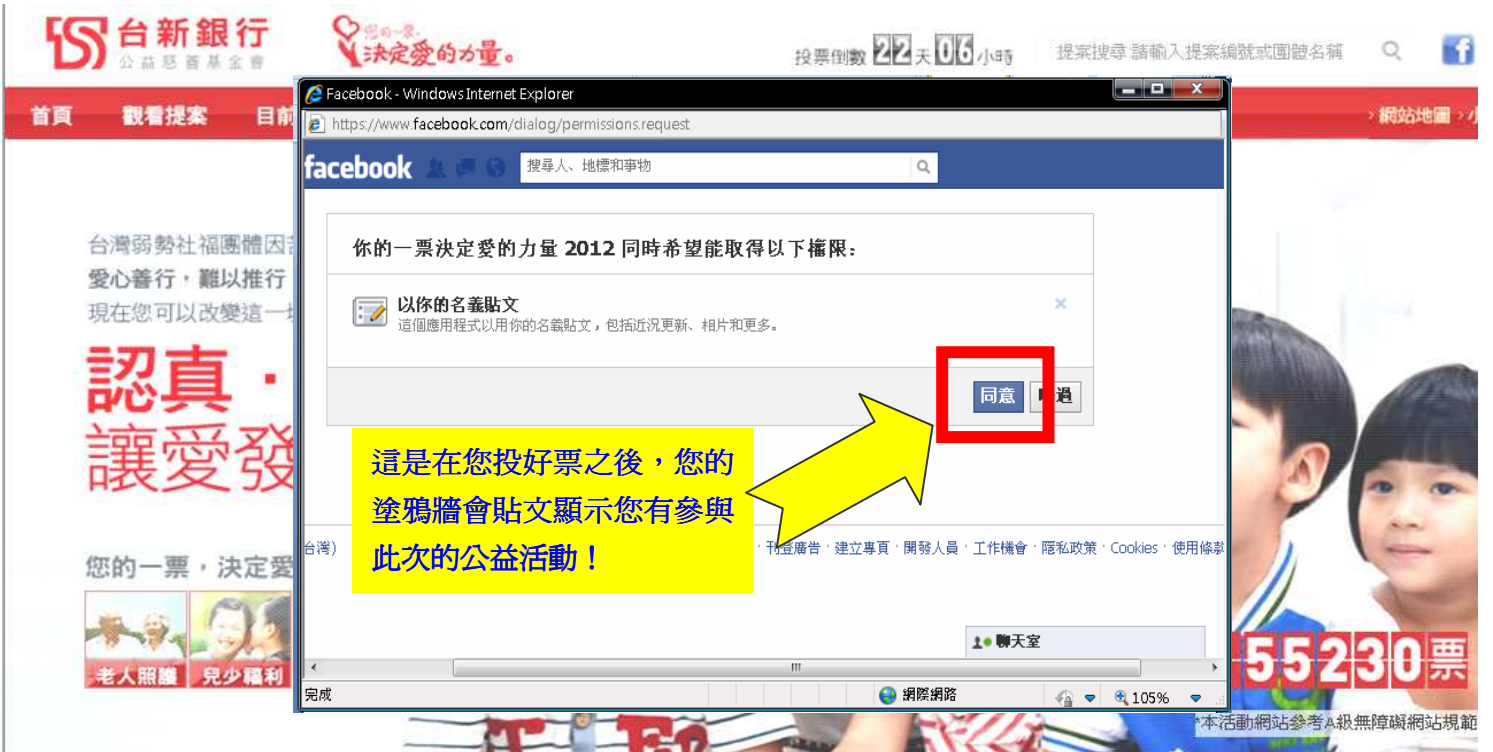 台新銀行
公益慈善基金會
您的一票,
決定愛的力量。
投票倒數 22 天 06 小時
提案搜尋 請輸入提案編號或團體名稱
首頁 觀看提案 目前
› 網站地圖 ›
Facebook - Windows Internet Explorer
https://www.facebook.com/dialog/permissions.request
facebook
搜尋人、地標和事物
你的一票決定愛的力量 2012 同時希望能取得以下權限:
以你的名義貼文
這個應用程式以用你的名義貼文,包括近況更新、相片和更多。
同意
過
台灣弱勢社福團體因
愛心善行,難以推行
現在您可以改變這一
認真·
讓愛發
這是在您投好票之後,您的
塗鴉牆會貼文顯示您有參與
此次的公益活動!
台灣)
刊登廣告 · 建立專頁 · 開發人員 · 工作機會 · 隱私政策 · Cookies · 使用條款
您的一票,決定愛
老人照護 兒少福利
聊天室
55230票
完成
網際網路
105%
*本活動網站參考A級無障礙網站規範